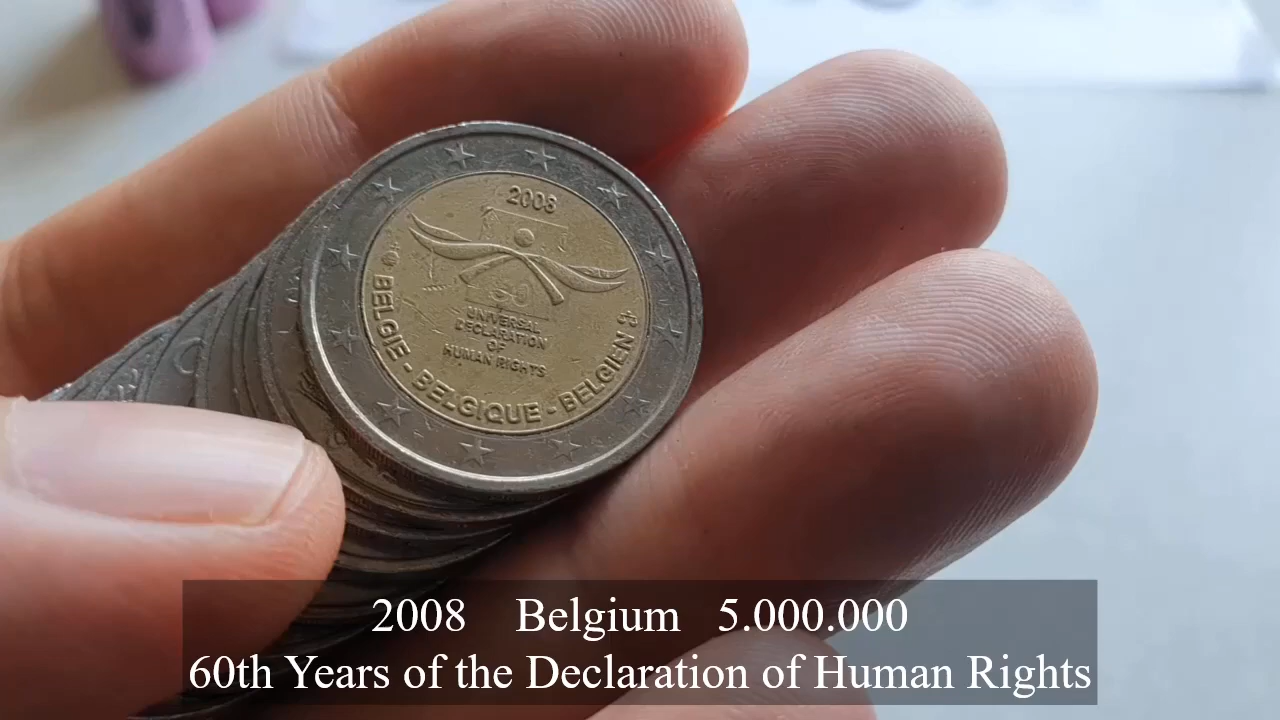 2008
UNIVERSAL
DECLARATION
OF
HUMAN RIGHTS
BELGIE - BELGIQUE - BELGIEN
2008 Belgium 5.000.000
60th Years of the Declaration of Human Rights